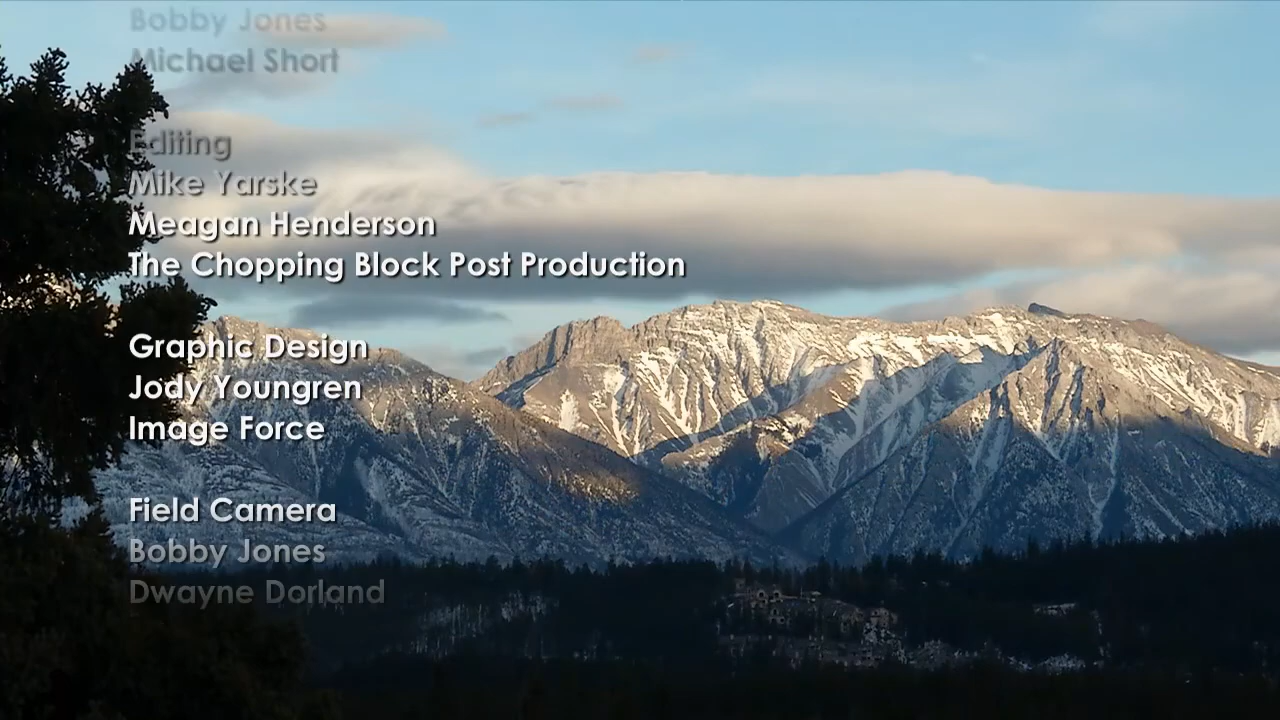 Bobby Jones
Michael Short
Editing
Mike Yarske
Meagan Henderson
The Chopping Block Post Production
Graphic Design
Jody Youngren
Image Force
Field Camera
Bobby Jones
Dwayne Dorland